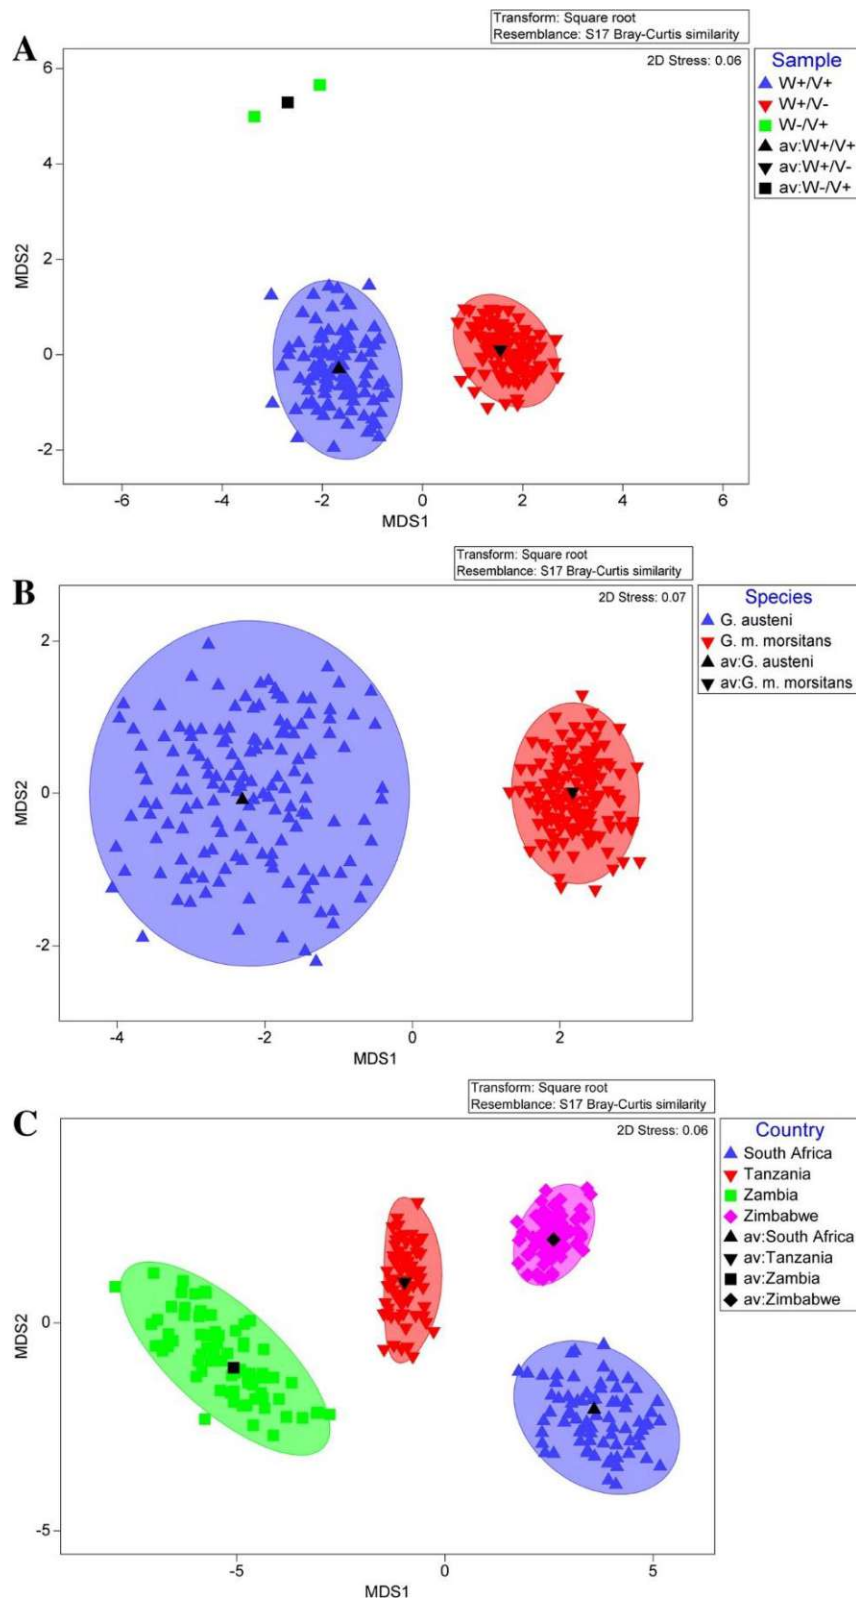 Transform: Square root
Resemblance: S17 Bray-Curtis similarity
A
2D Stress: 0.06
Sample
W+/V+
W+/V-
W-/V+
av:W+/V+
av:W+/V-
av:W-/V+
6
4
2
0
-2
MDS2
-6
-4
-2
0
2
4
6
MDS1
Transform: Square root
Resemblance: S17 Bray-Curtis similarity
B
2D Stress: 0.07
Species
G. austeni
G. m. morsitans
av:G. austeni
av:G. m. morsitans
2
0
-2
MDS2
-4
-2
0
2
MDS1
Transform: Square root
Resemblance: S17 Bray-Curtis similarity
C
2D Stress: 0.06
Country
South Africa
Tanzania
Zambia
Zimbabwe
av:South Africa
av:Tanzania
av:Zambia
av:Zimbabwe
0
-5
MDS2
-5
0
5
MDS1